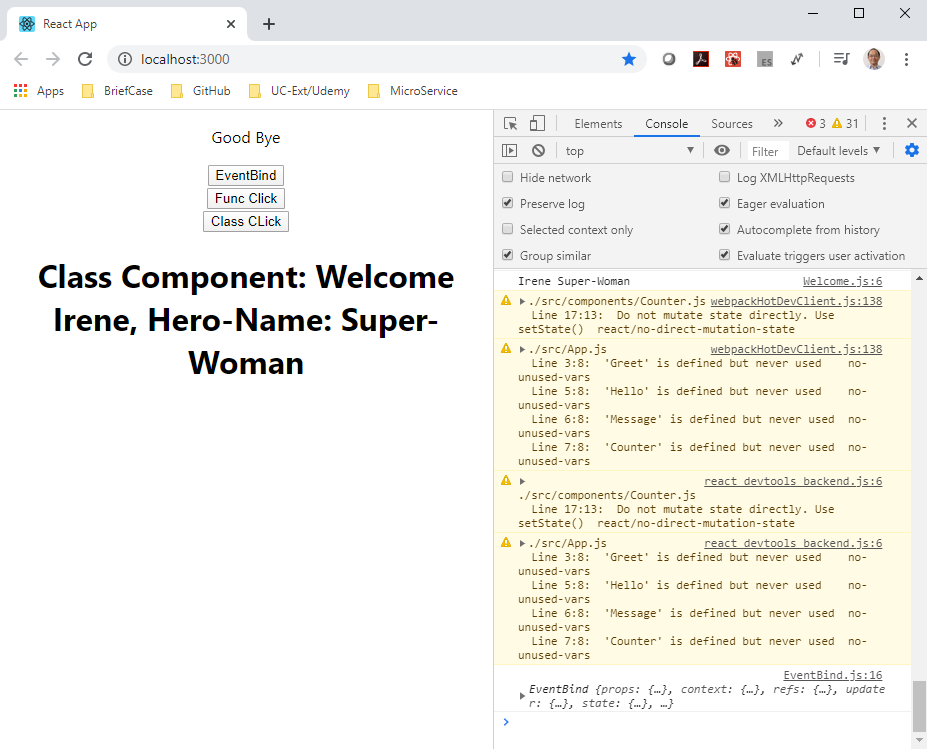 React App
localhost:3000
Apps BriefCase GitHub UC-Ext/Udemy MicroService
Good Bye
EventBind
Func Click
Class CLick
Class Component: Welcome
Irene, Hero-Name: Super-
Woman
Elements Console Sources 3 31
top Filter Default levels
Hide network Log XMLHttpRequests
Preserve log Eager evaluation
Selected context only Autocomplete from history
Group similar Evaluate triggers user activation
Irene Super-Woman Welcome.js:6
./src/components/Counter.js webpackHotDevClient.js:138
Line 17:13: Do not mutate state directly. Use
setState() react/no-direct-mutation-state
./src/App.js webpackHotDevClient.js:138
Line 3:8: 'Greet' is defined but never used no-
unused-vars
Line 5:8: 'Hello' is defined but never used no-
unused-vars
Line 6:8: 'Message' is defined but never used no-
unused-vars
Line 7:8: 'Counter' is defined but never used no-
unused-vars
react_devtools_backend.js:6
./src/components/Counter.js
Line 17:13: Do not mutate state directly. Use
setState() react/no-direct-mutation-state
./src/App.js react_devtools_backend.js:6
Line 3:8: 'Greet' is defined but never used no-
unused-vars
Line 5:8: 'Hello' is defined but never used no-
unused-vars
Line 6:8: 'Message' is defined but never used no-
unused-vars
Line 7:8: 'Counter' is defined but never used no-
unused-vars
EventBind.js:16
EventBind {props: {…}, context: {…}, refs: {…}, update
r: {…}, state: {…}, …}